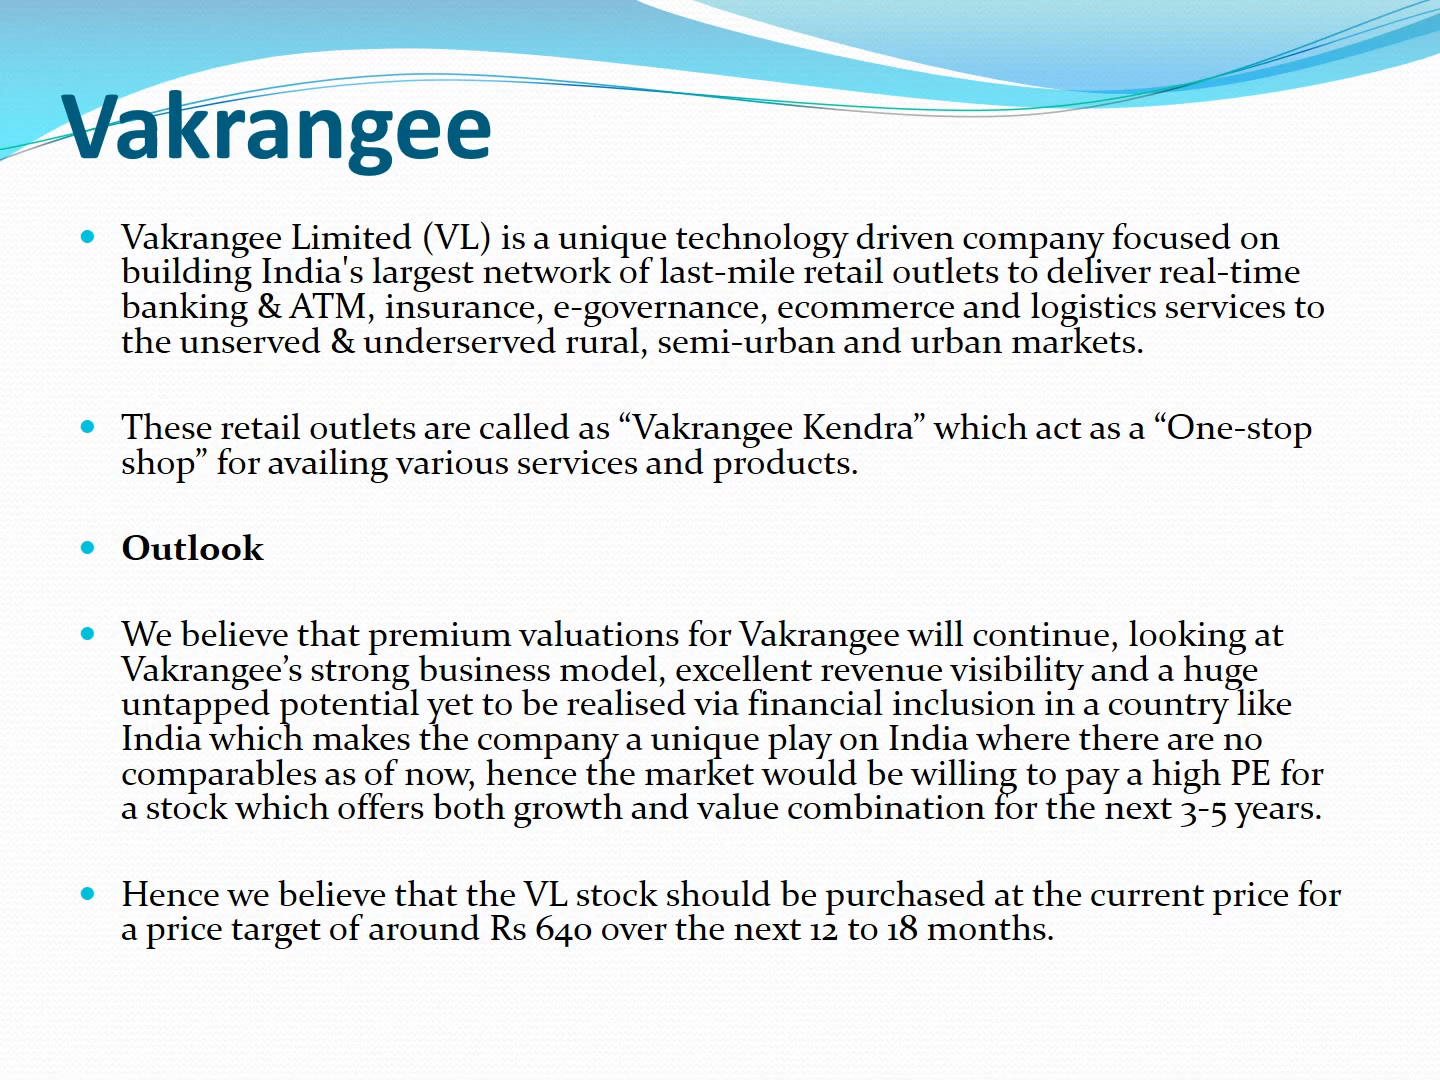 Vakrangee
Vakrangee Limited (VL) is a unique technology driven company focused on
building India's largest network of last-mile retail outlets to deliver real-time
banking & ATM, insurance, e-governance, ecommerce and logistics services to
the unserved & underserved rural, semi-urban and urban markets.
These retail outlets are called as “Vakrangee Kendra” which act as a “One-stop
shop” for availing various services and products.
Outlook
We believe that premium valuations for Vakrangee will continue, looking at
Vakrangee’s strong business model, excellent revenue visibility and a huge
untapped potential yet to be realised via financial inclusion in a country like
India which makes the company a unique play on India where there are no
comparables as of now, hence the market would be willing to pay a high PE for
a stock which offers both growth and value combination for the next 3-5 years.
Hence we believe that the VL stock should be purchased at the current price for
a price target of around Rs 640 over the next 12 to 18 months.